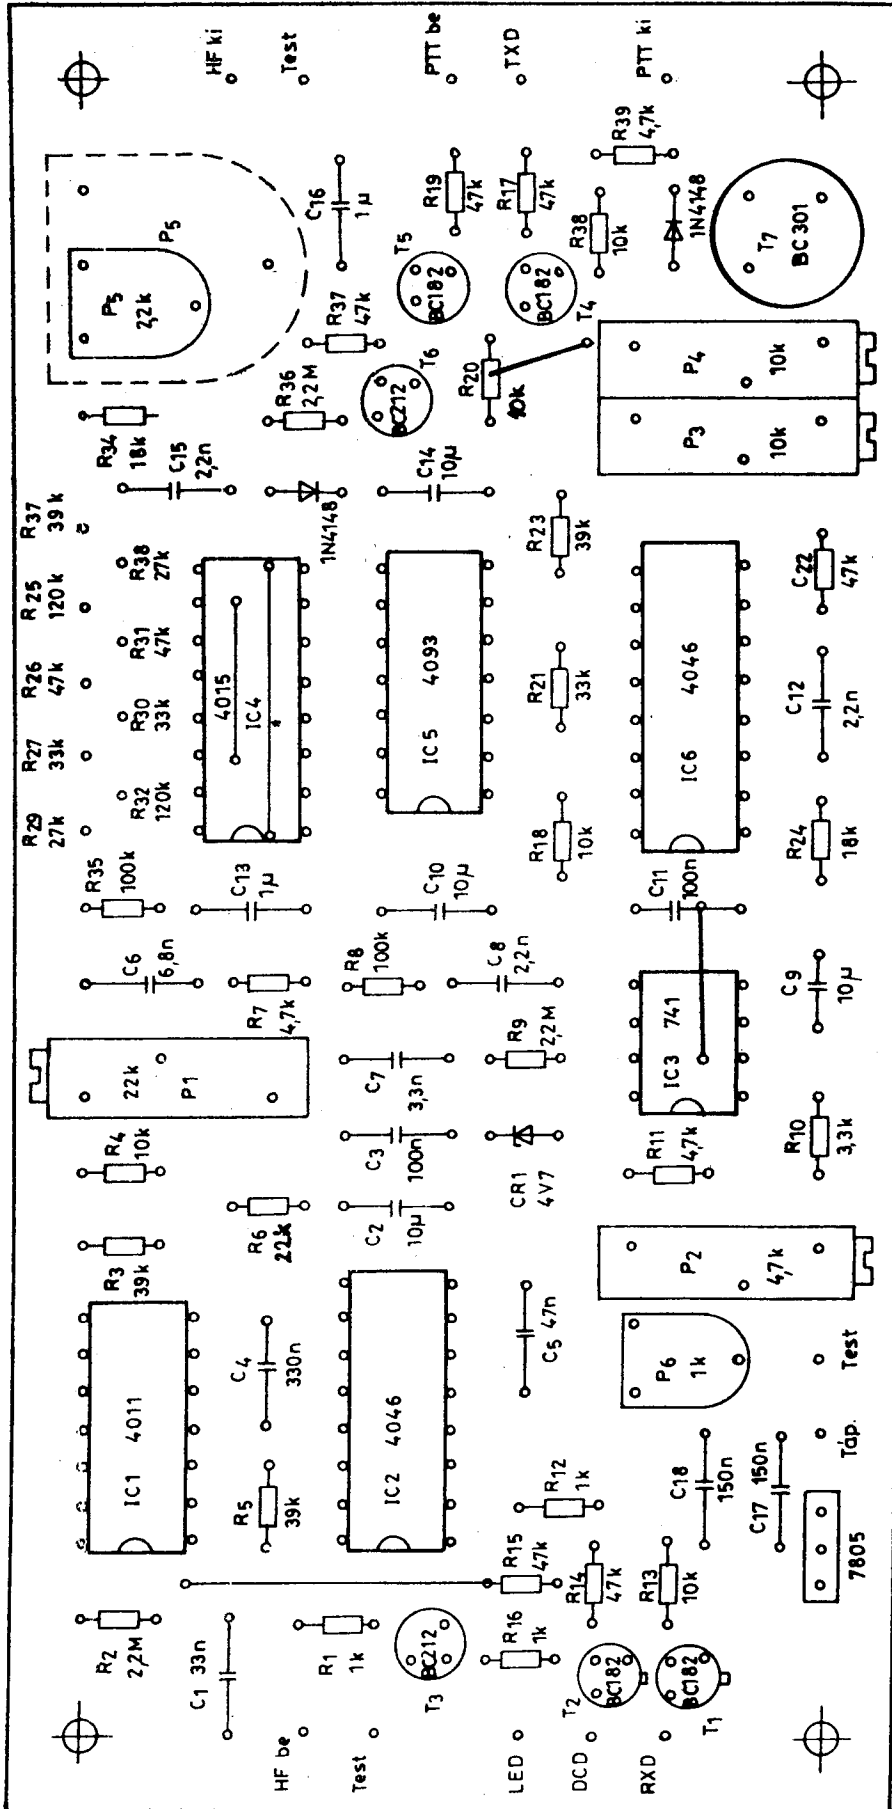 HF ki
Test
PTT be
TXD
PTT ki
P5
P5
2,2k
C16
1µ
R19
47k
R17
47k
R39
4,7k
R38
10k
1N4148
T7
BC301
T5
BC182
BC182
T4
R37
47k
T6
BC212
R36
2,2M
R20
10k
P4
10k
P3
10k
R34
18k
C15
2,2n
1N4148
C14
10µ
R37
39k
R25
120k
R26
47k
R27
33k
R29
27k
R38
27k
R31
47k
R30
33k
R32
120k
4015
IC4
*
4093
IC5
R23
39k
R21
33k
R18
10k
4046
IC6
C22
47k
C12
2,2n
R24
18k
R35
100k
C13
1µ
C10
10µ
C11
100n
C6
6,8n
R7
4,7k
R8
100k
C8
2,2n
C9
10µ
22k
P1
C7
3,3n
R9
2,2M
741
IC3
R4
10k
C3
100n
CR1
4V7
R11
4,7k
R10
3,3k
R3
39k
R6
22k
C2
10µ
P2
4,7k
4011
IC1
C4
330n
R5
39k
4046
IC2
C5
47n
P6
1k
Test
Táp.
R12
1k
C18
150n
C17
150n
7805
R15
47k
R14
47k
R13
10k
R2
2,2M
C1
33n
R1
1k
BC212
T3
R16
1k
T2
BC182
BC182
T1
HF be
Test
LED
DCD
RXD